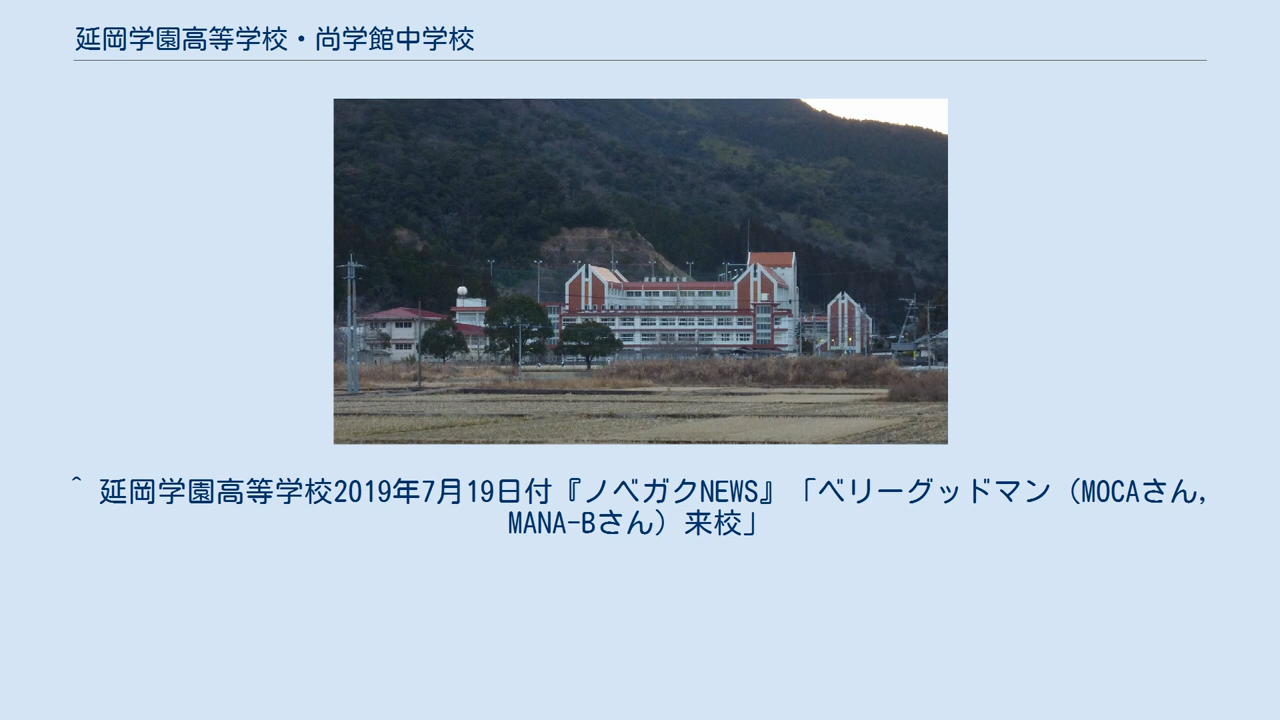 延岡学園高等学校・尚学館中学校
^ 延岡学園高等学校2019年7月19日付『ノベガクNEWS』「ベリーグッドマン（MOCAさん,
MANA-Bさん）来校」